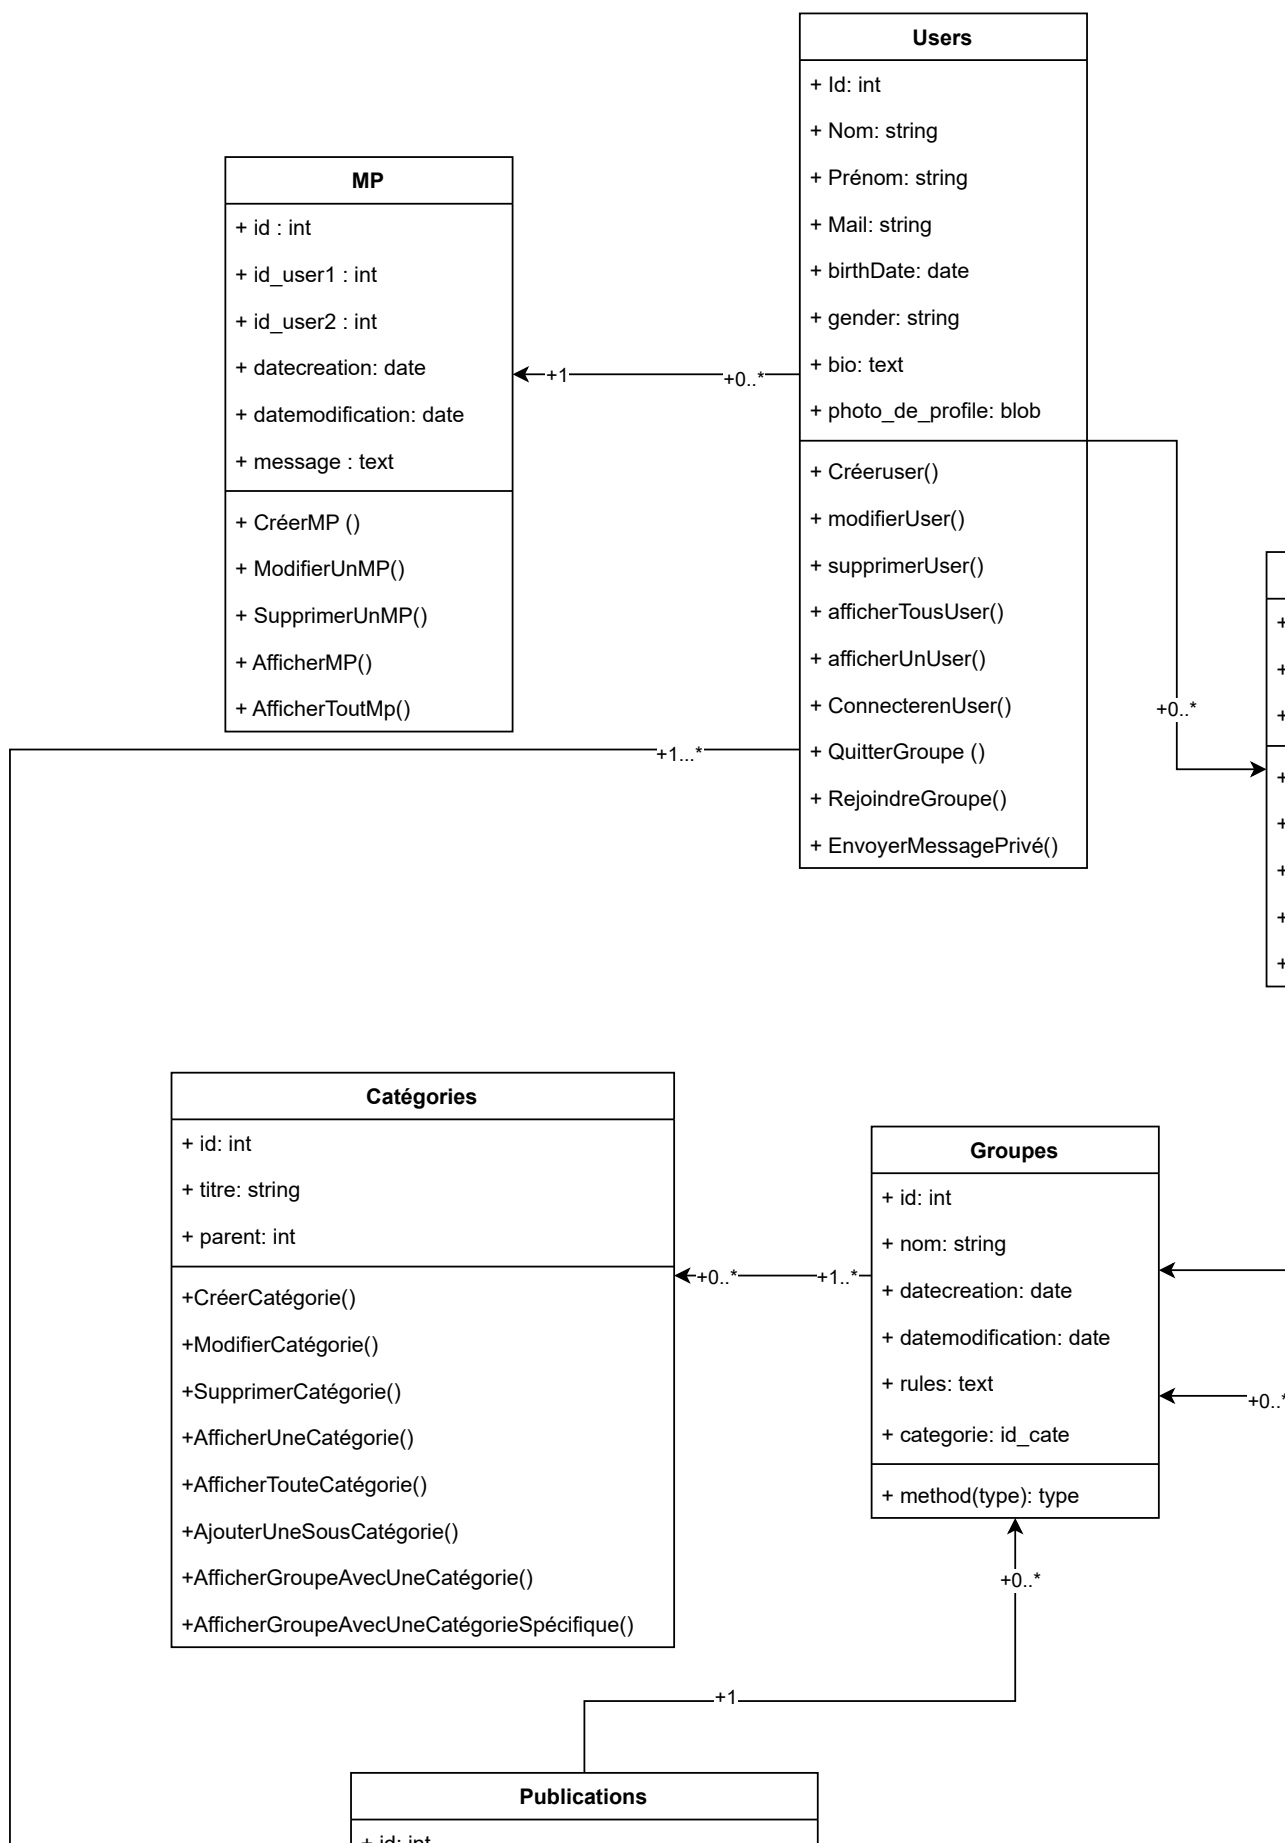 Users
+ Id: int
+ Nom: string
+ Prénom: string
+ Mail: string
+ birthDate: date
+ gender: string
+ bio: text
+ photo_de_profile: blob
+ Créeruser()
+ modifierUser()
+ supprimerUser()
+ afficherTousUser()
+ afficherUnUser()
+ ConnecterenUser()
+ QuitterGroupe ()
+ RejoindreGroupe()
+ EnvoyerMessagePrivé()
MP
+ id : int
+ id_user1 : int
+ id_user2 : int
+ datecreation: date
+ datemodification: date
+ message : text
+ CréerMP ()
+ ModifierUnMP()
+ SupprimerUnMP()
+ AfficherMP()
+ AfficherToutMp()
+1
+0..*
+0..*
+1...*
+
+
+
+
+
+
+
+
Catégories
+ id: int
+ titre: string
+ parent: int
+CréerCatégorie()
+ModifierCatégorie()
+SupprimerCatégorie()
+AfficherUneCatégorie()
+AfficherTouteCatégorie()
+AjouterUneSousCatégorie()
+AfficherGroupeAvecUneCatégorie()
+AfficherGroupeAvecUneCatégorieSpécifique()
+0..*
+1..*
Groupes
+ id: int
+ nom: string
+ datecreation: date
+ datemodification: date
+ rules: text
+ categorie: id_cate
+ method(type): type
+0..*
+0..*
+1
Publications
+ id: int